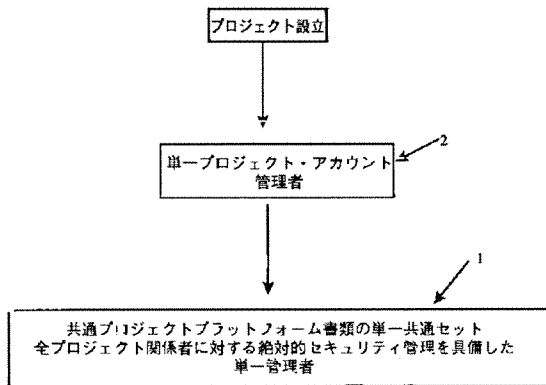 プロジェクト設立
2
単一プロジェクト・アカウント
管理者
1
共通プロジェクトプラットフォーム書類の単一共通セット
全プロジェクト関係者に対する絶対的セキュリティ管理を具備した
単一管理者